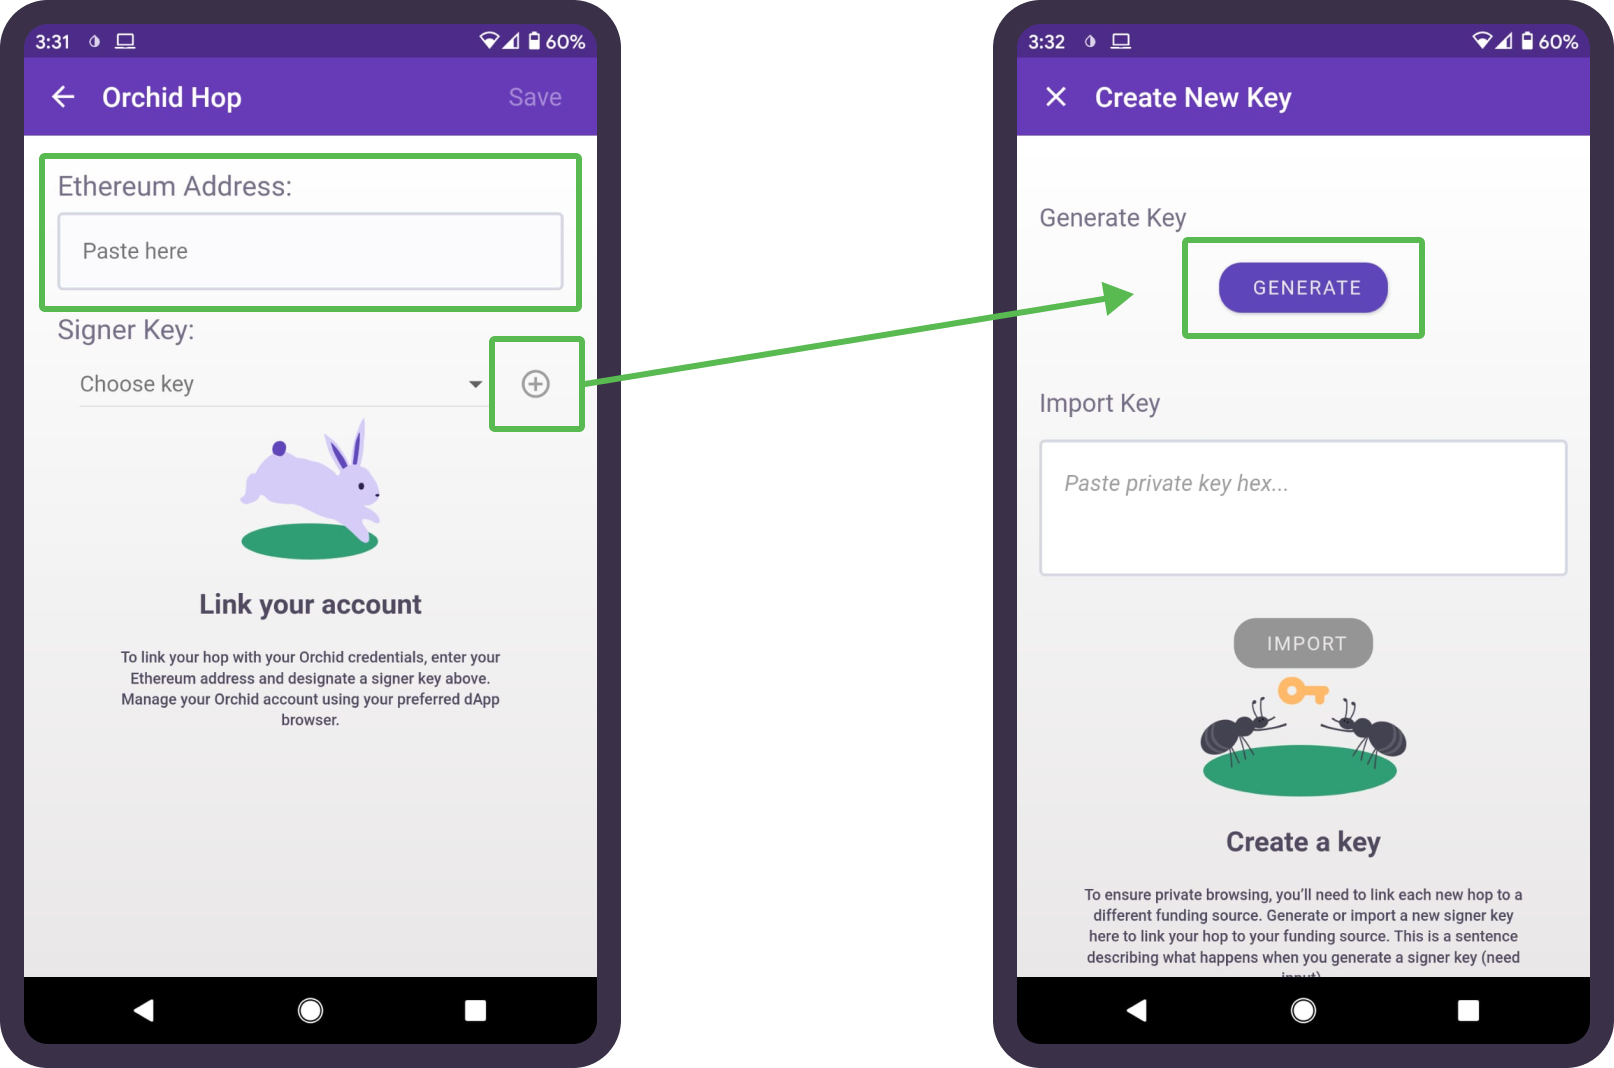 3:31
60%
Orchid Hop
Save
Ethereum Address:
Paste here
Signer Key:
Choose key
Link your account
To link your hop with your Orchid credentials, enter your
Ethereum address and designate a signer key above.
Manage your Orchid account using your preferred dApp
browser.
3:32
60%
Create New Key
Generate Key
GENERATE
Import Key
Paste private key hex...
IMPORT
Create a key
To ensure private browsing, you’ll need to link each new hop to a
different funding source. Generate or import a new signer key
here to link your hop to your funding source. This is a sentence
describing what happens when you generate a signer key (need